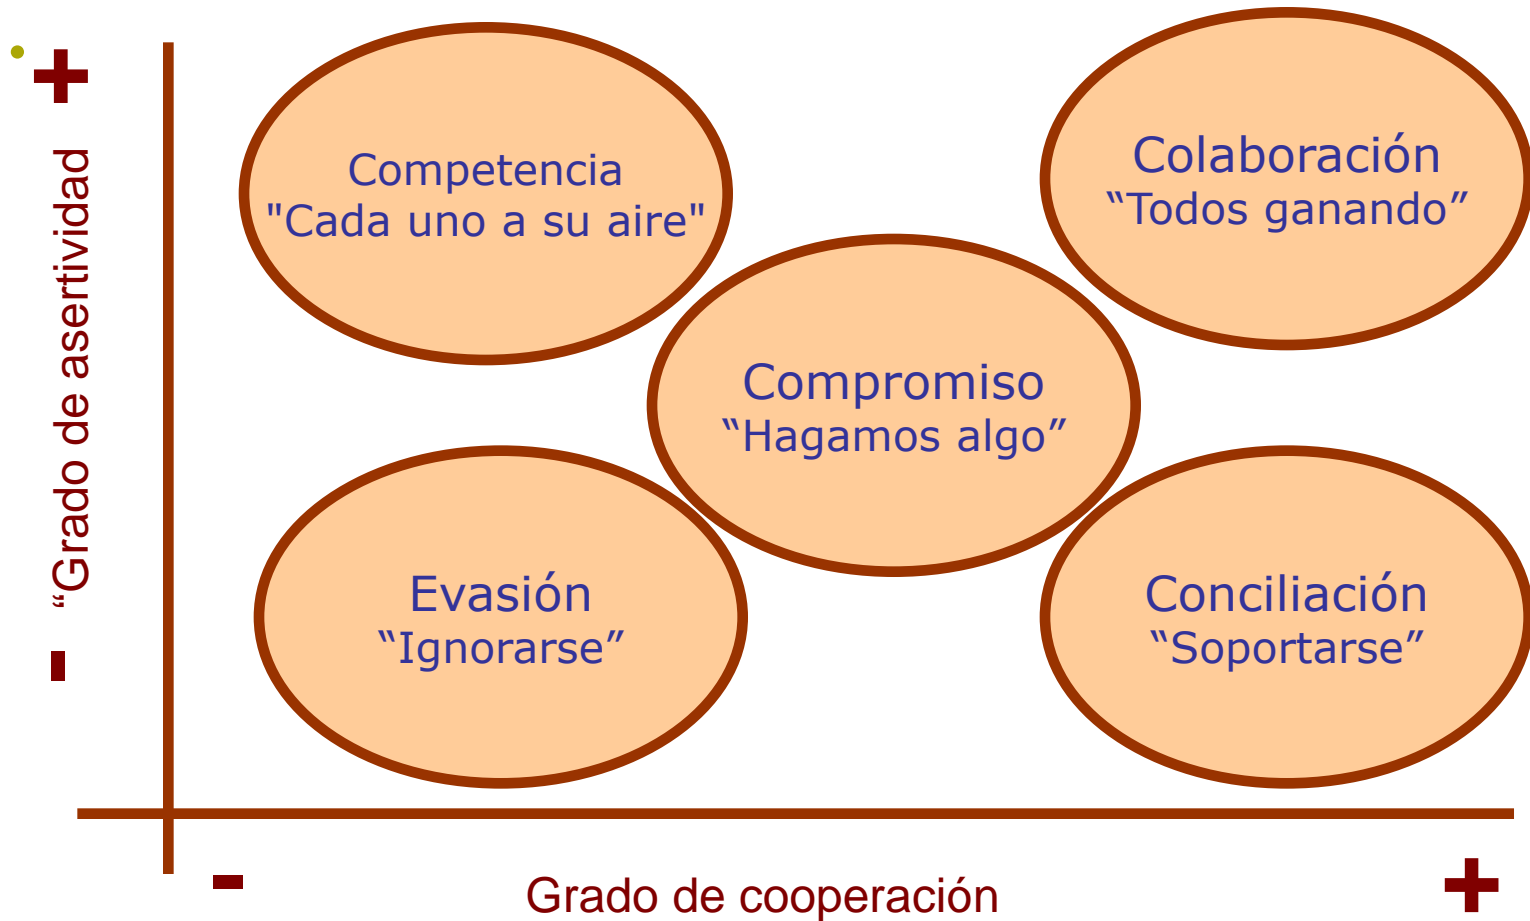 +
“Grado de asertividad
-
Competencia
"Cada uno a su aire"
Colaboración
“Todos ganando”
Compromiso
“Hagamos algo”
Evasión
“Ignorarse”
Conciliación
“Soportarse”
-
Grado de cooperación
+